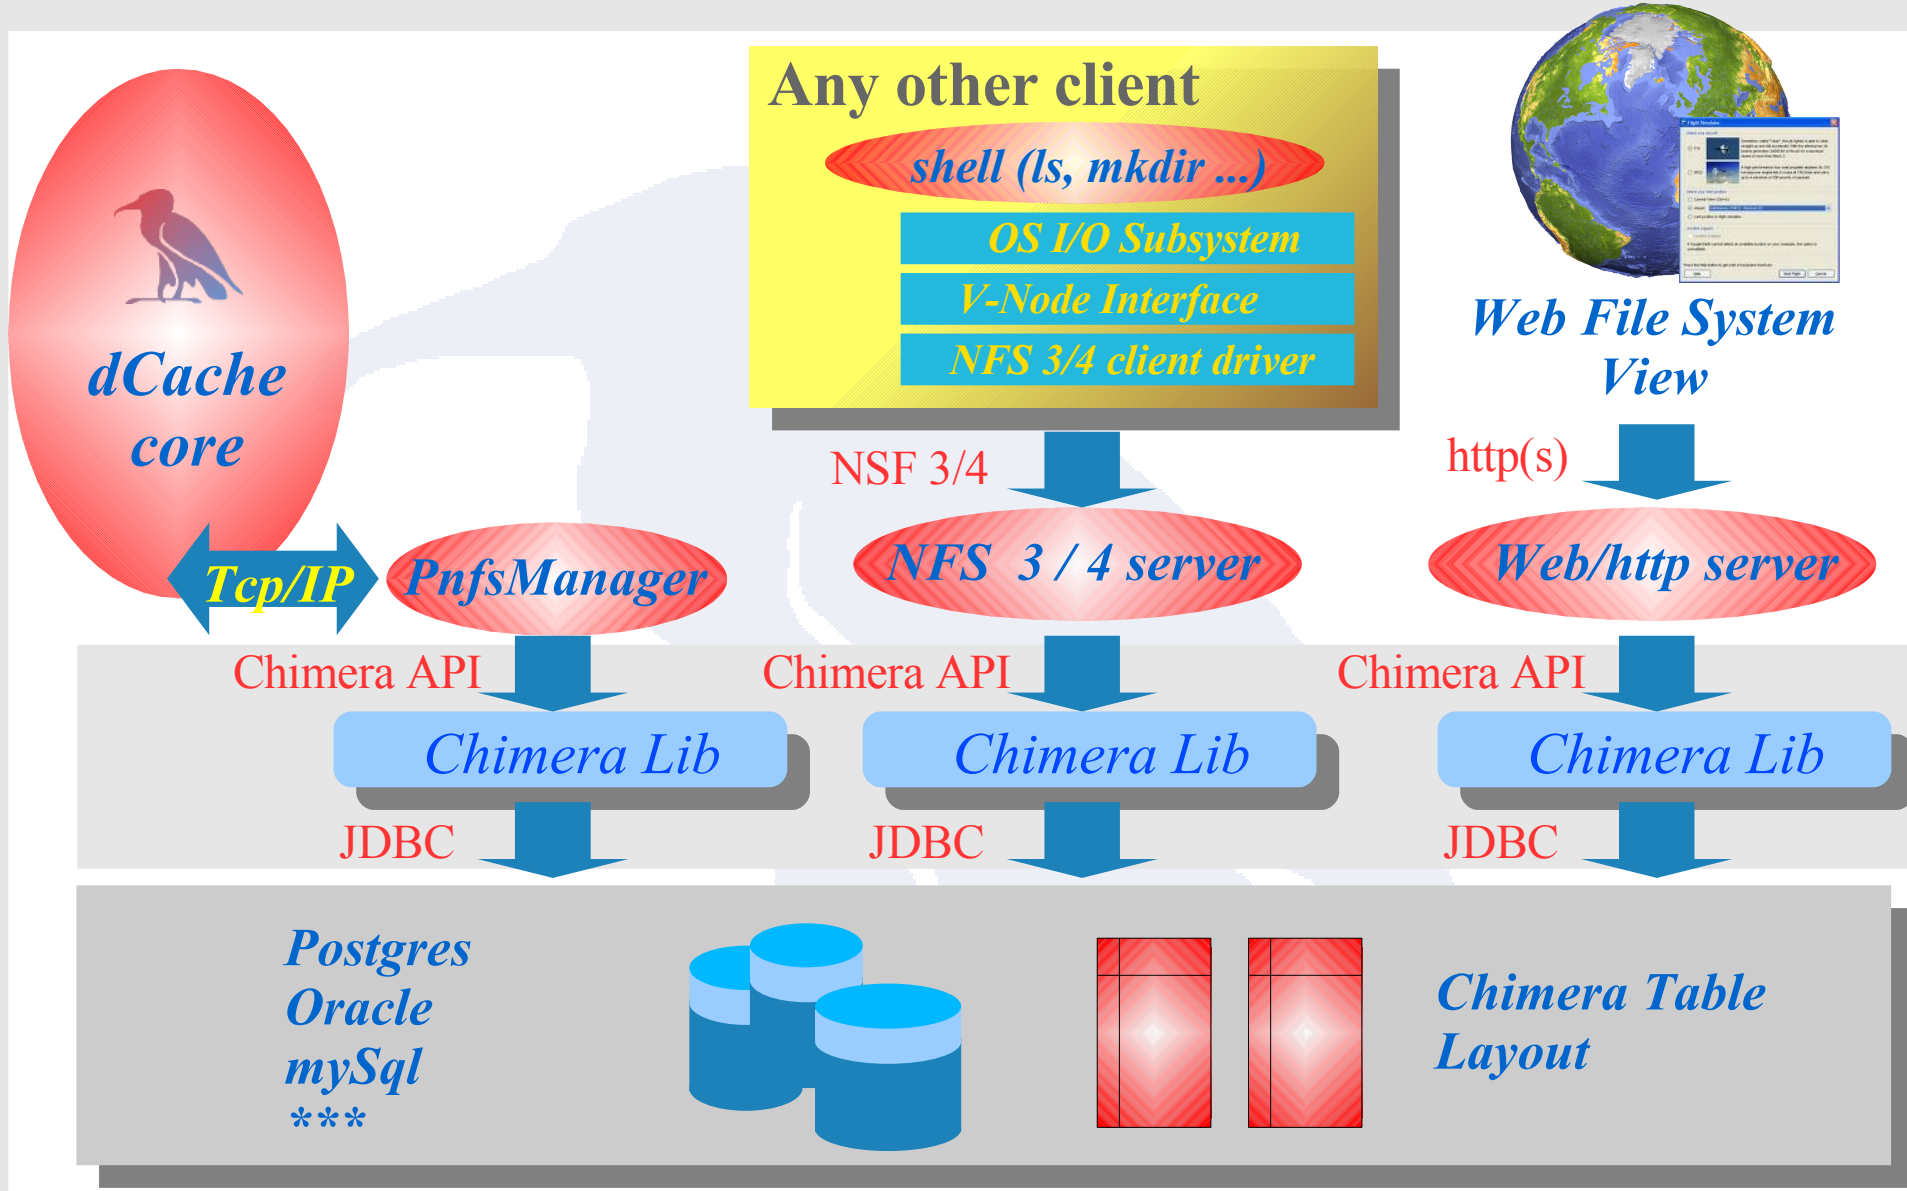 Any other client
shell (ls, mkdir ...)
OS I/O Subsystem
V-Node Interface
NFS 3/4 client driver
Web File System
View
dCache
core
NSF 3/4
http(s)
Tcp/IP
PnfsManager
NFS 3 / 4 server
Web/http server
Chimera API
Chimera API
Chimera API
Chimera Lib
Chimera Lib
Chimera Lib
JDBC
JDBC
JDBC
Postgres
Oracle
mySql
***
Chimera Table
Layout